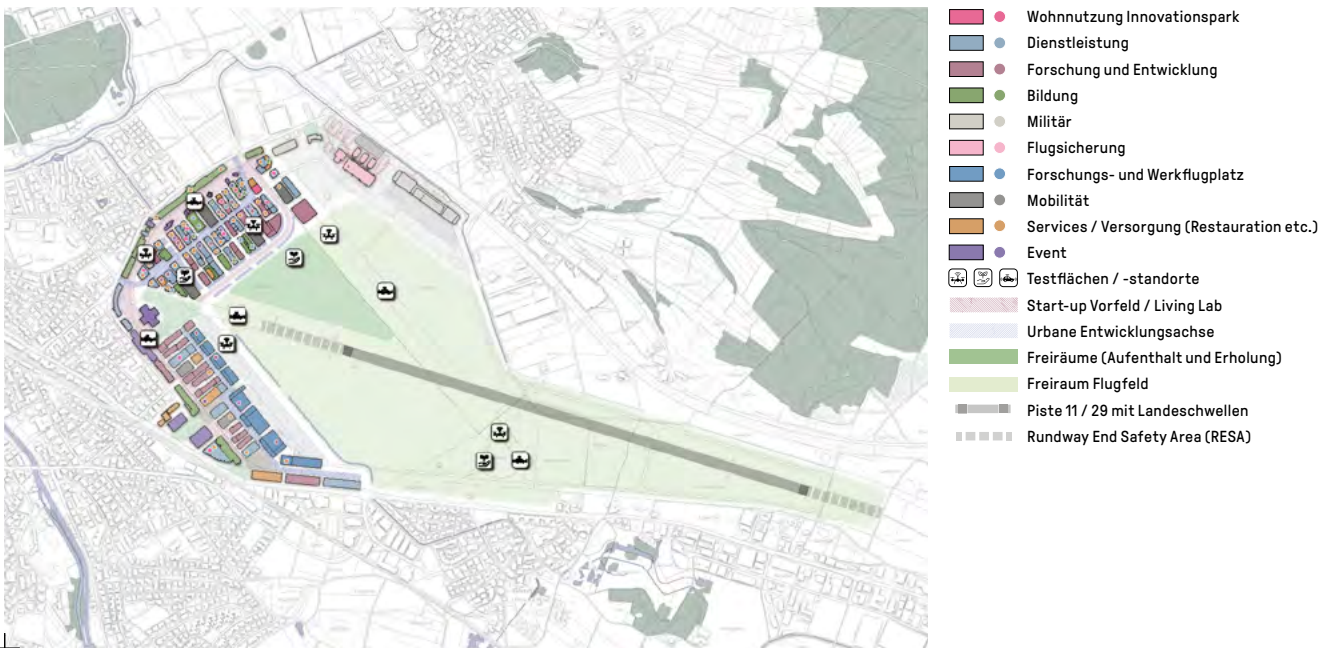 Wohnnutzung Innovationspark
Dienstleistung
Forschung und Entwicklung
Bildung
Militär
Flugsicherung
Forschungs- und Werkflugplatz
Mobilität
Services / Versorgung (Restauration etc.)
Event
Testflächen / -standorte
Start-up Vorfeld / Living Lab
Urbane Entwicklungsachse
Freiräume (Aufenthalt und Erholung)
Freiraum Flugfeld
Piste 11 / 29 mit Landeschwellen
Rundway End Safety Area (RESA)